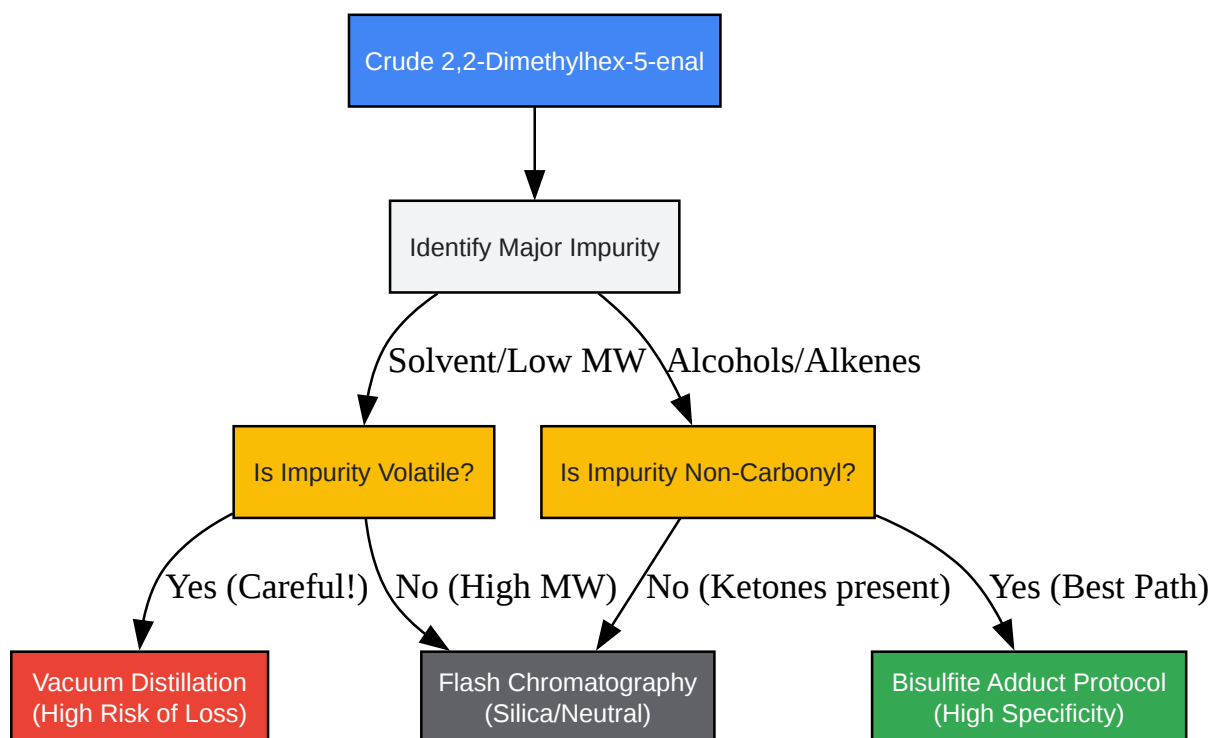 Crude 2,2-Dimethylhex-5-enal
Identify Major Impurity
Solvent/Low MW
Alcohols/Alkenes
Is Impurity Volatile?
Is Impurity Non-Carbonyl?
Yes (Careful!)
No (High MW)
No (Ketones present)
Yes (Best Path)
Vacuum Distillation
(High Risk of Loss)
Flash Chromatography
(Silica/Neutral)
Bisulfite Adduct Protocol
(High Specificity)